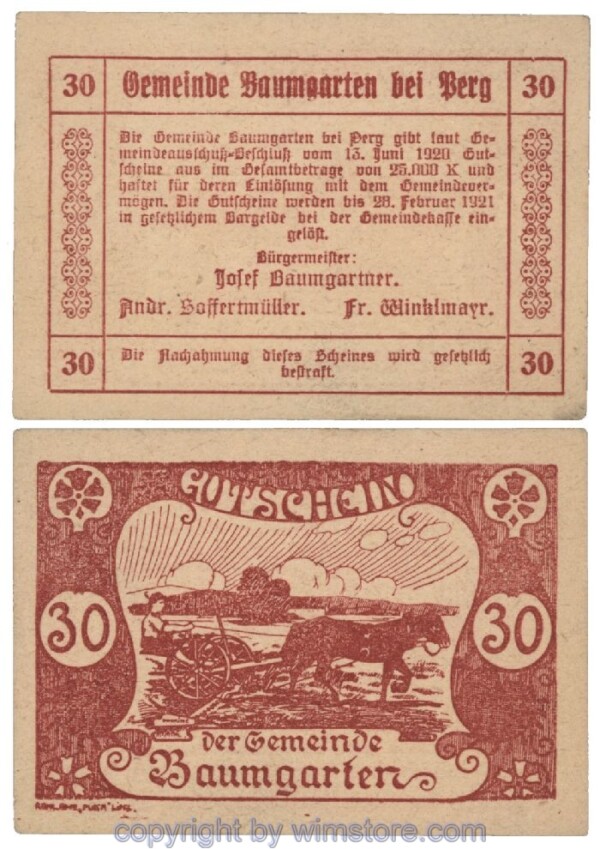 30 Gemeinde Baumgarten bei Perg 30
Die Gemeinde Baumgarten bei Perg gibt laut Ge-
meindeausschuß-Beschluß vom 13. Juni 1920 Gut-
scheine aus im Gesamtbetrage von 25.000 K und
haftet für deren Einlösung mit dem Gemeindever-
mögen. Die Gutscheine werden bis 28. Februar 1921
in gesetzlichem Bargelde bei der Gemeindekasse ein-
gelöst.
Bürgermeister:
Josef Baumgartner.
Andr. Soffertmüller. Fr. Winklmayr.
30 Die Nachahmung dieses Scheines wird gesetzlich 30
bestraft.
GUTSCHEIN
30 30
der Gemeinde
Baumgarten
copyright by wimstore.com